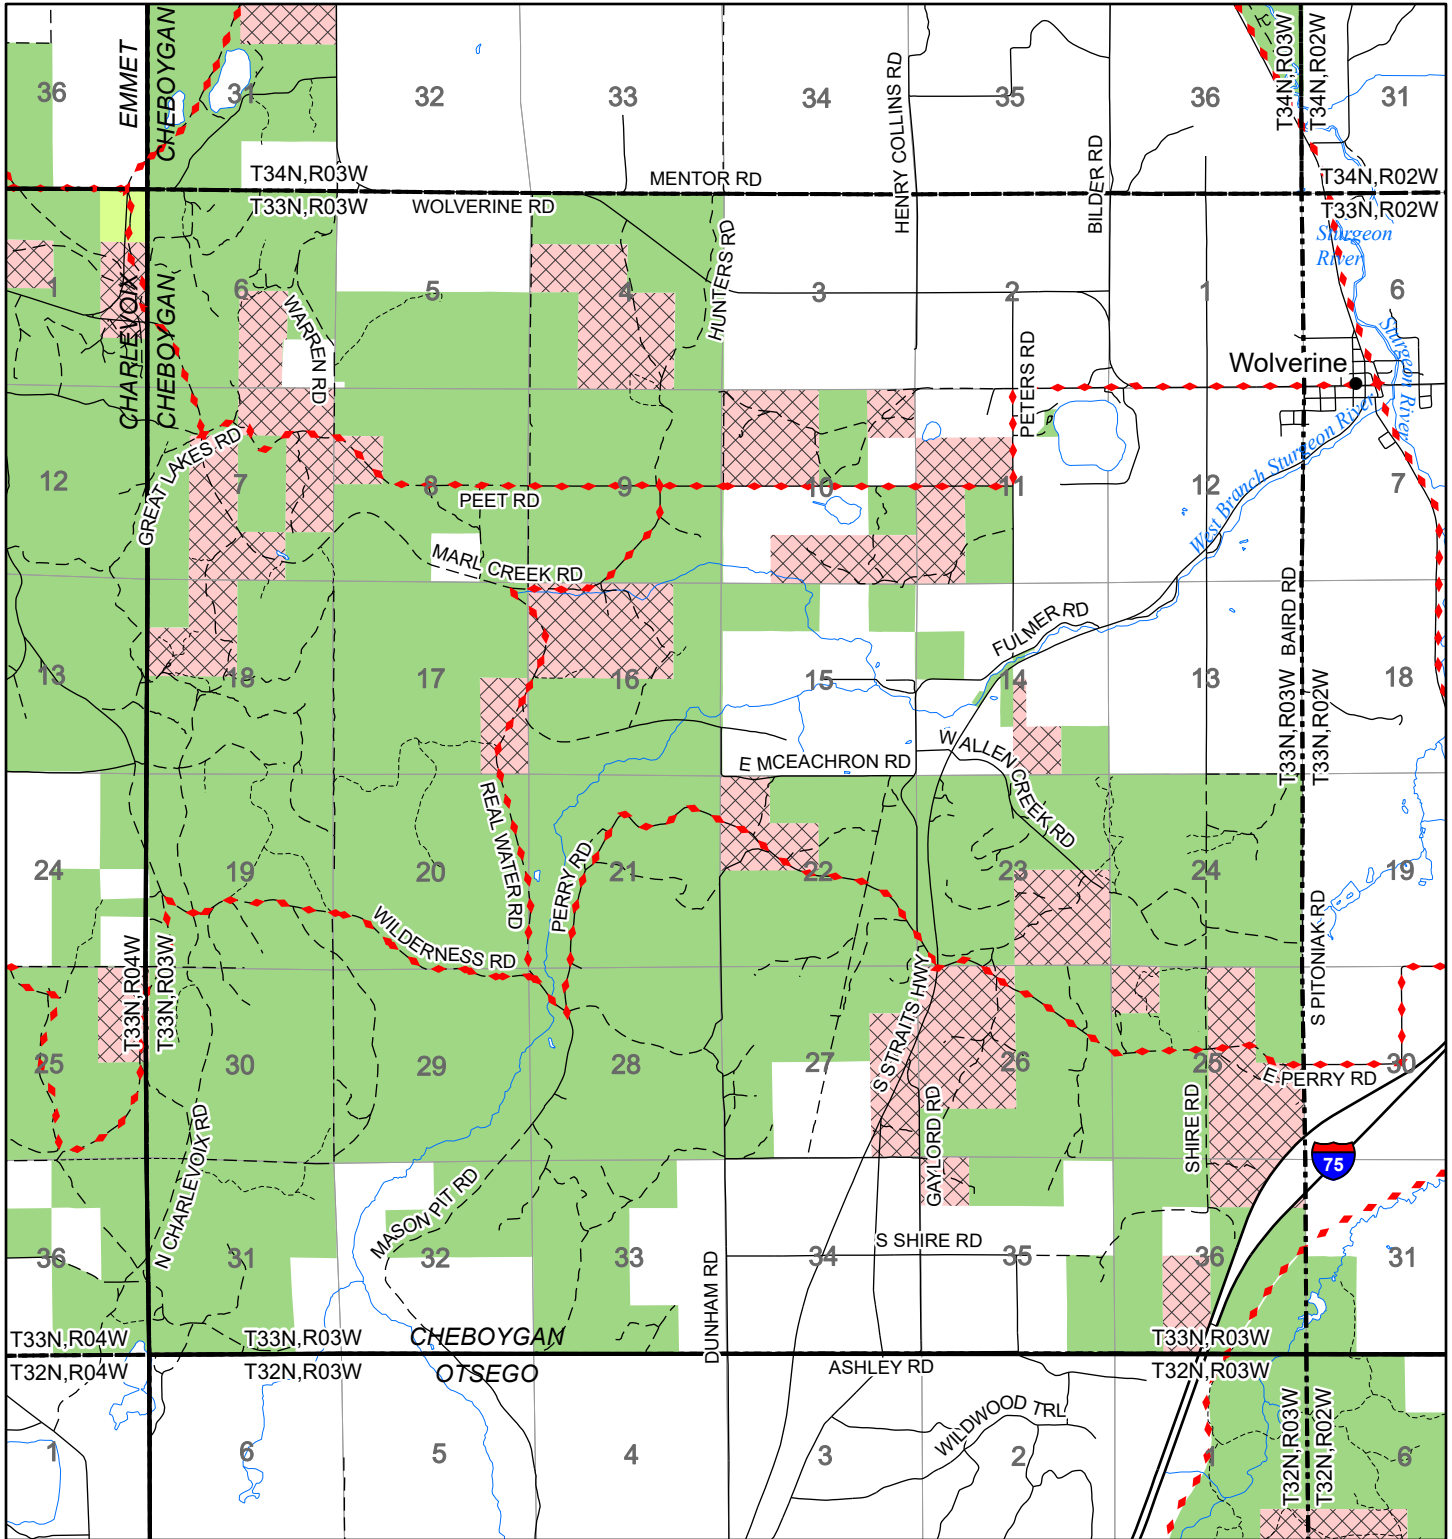 EMMET
CHEBOYGAN
36
31
32
33
34
HENRY COLLINS RD
35
36
T34N,R03W
T34N,R02W
31
BILDER RD
T34N,R03W
MENTOR RD
T34N,R02W
T33N,R03W
WOLVERINE RD
T33N,R02W
Sturgeon
River
HUNTERS RD
1
CHARLEVOIX
CHEBOYGAN
6
WARREN RD
5
4
3
2
1
6
PETERS RD
Wolverine
Sturgeon River
West Branch Sturgeon River
GREAT LAKES RD
12
7
8
PEET RD
9
10
11
12
7
MARL CREEK RD
FULMER RD
BAIRD RD
13
18
17
16
15
14
13
18
T33N,R03W
T33N,R02W
E MCEACHRON RD
W ALLEN CREEK RD
REAL WATER RD
PERRY RD
24
19
20
21
22
23
24
19
S PITONIAK RD
WILDERNESS RD
T33N,R04W
T33N,R03W
S STRAITS HWY
25
30
29
28
27
26
25
30
E PERRY RD
N CHARLEVOIX RD
GAYLORD RD
SHIRE RD
75
MASON PIT RD
S SHIRE RD
36
31
32
33
34
35
36
31
DUNHAM RD
T33N,R04W
T33N,R03W
CHEBOYGAN
T33N,R03W
T32N,R04W
T32N,R03W
OTSEGO
ASHLEY RD
T32N,R03W
WILDWOOD TRL
1
6
5
4
3
2
1
T32N,R03W
T32N,R02W
6